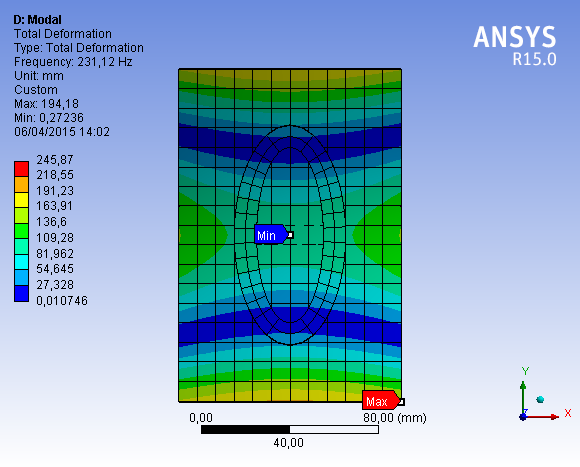 D: Modal
Total Deformation
Type: Total Deformation
Frequency: 231,12 Hz
Unit: mm
Custom
Max: 194,18
Min: 0,27236
06/04/2015 14:02
ANSYS
R15.0
245,87
218,55
191,23
163,91
136,6
109,28
81,962
54,645
27,328
0,010746
Min
Max
0,00
80,00 (mm)
40,00
Y
X
Z